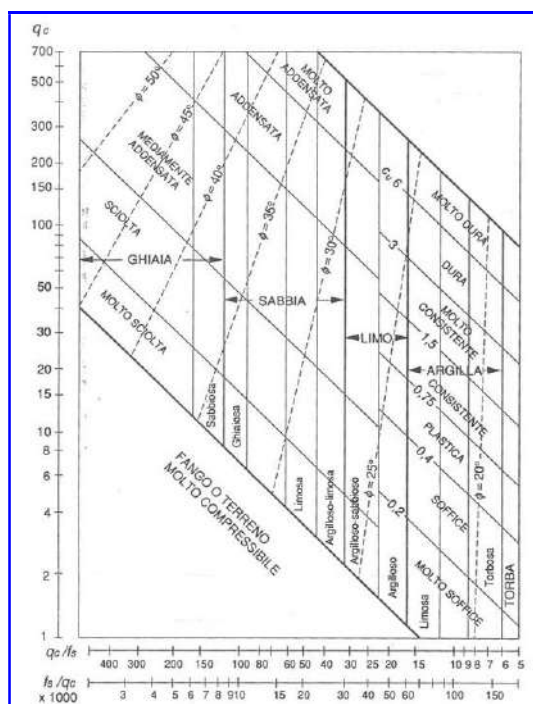 qc
700
500
300
200
150
100
50
40
30
20
15
10
8
6
4
2
1
φ = 50°
φ = 45°
φ = 40°
φ = 35°
φ = 30°
φ = 25°
φ = 20°
MOLTO ADDENSATA
ADDENSATA
MEDIAMENTE ADDENSATA
SCIOLTA
MOLTO SCIOLTA
GHIAIA
SABBIA
LIMO
ARGILLA
TORBA
cu 6
3
1,5
0,75
0,4
0,2
MOLTO DURA
DURA
MOLTO CONSISTENTE
CONSISTENTE
PLASTICA
SOFFICE
MOLTO SOFFICE
Sabbiosa
Ghiaiosa
Limosa
Argilloso-limosa
Argilloso-sabbioso
Argilloso
Limosa
Torbosa
FANGO O TERRENO
MOLTO COMPRESSIBILE
qc/fs 400 300 200 150 100 80 60 50 40 30 25 20 15 10 9 8 7 6 5
fs/qc x 1000 3 4 5 6 7 8 9 10 15 20 30 40 50 60 100 150